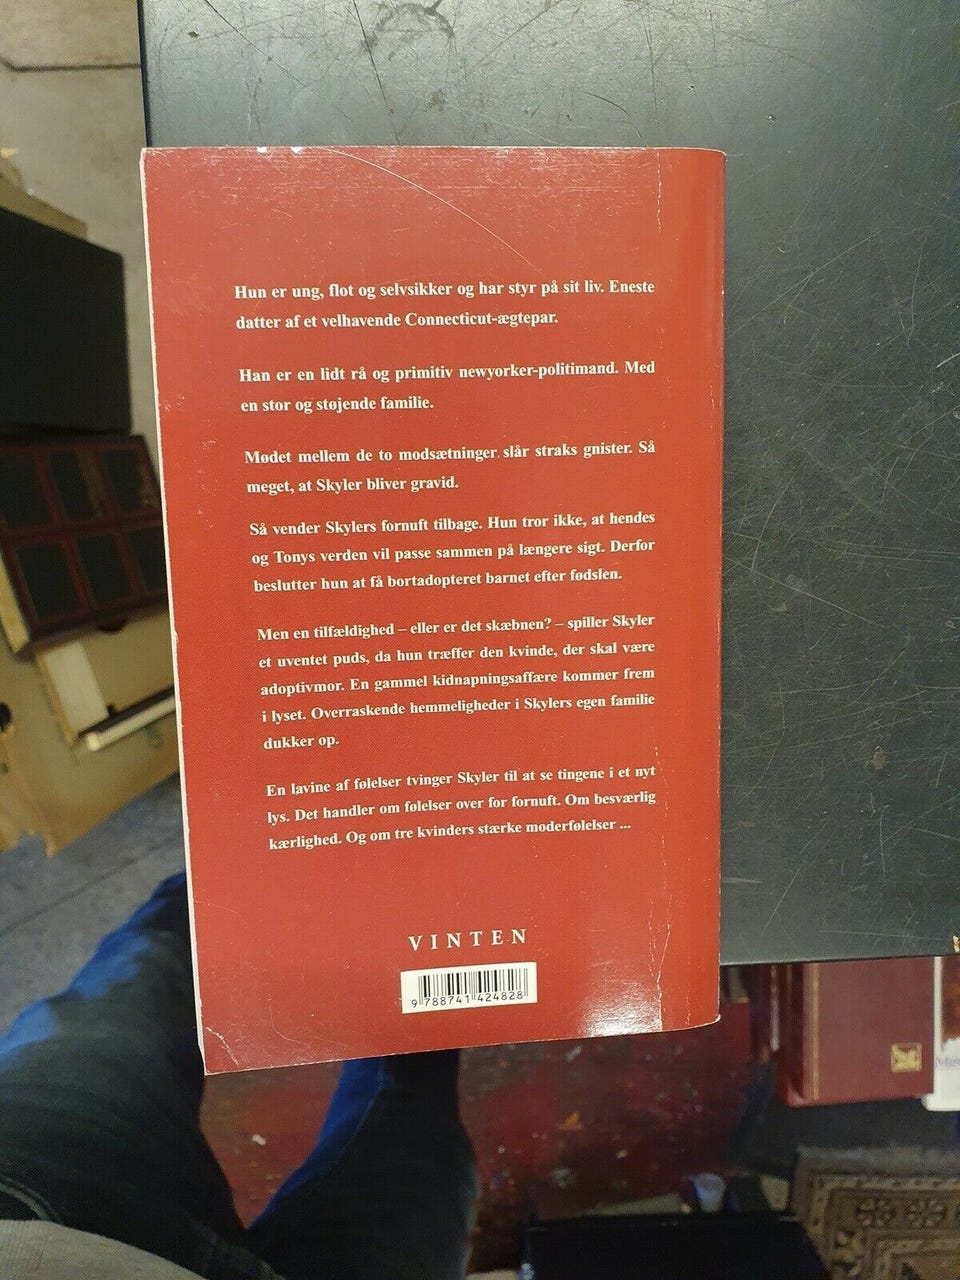 Hun er ung, flot og selvsikker og har styr på sit liv. Eneste
datter af et velhavende Connecticut-ægtepar.
Han er en lidt rå og primitiv newyorker-politimand. Med
en stor og støjende familie.
Mødet mellem de to modsætninger slår straks gnister. Så
meget, at Skyler bliver gravid.
Så vender Skylers fornuft tilbage. Hun tror ikke, at hendes
og Tonys verden vil passe sammen på længere sigt. Derfor
beslutter hun at få bortadopteret barnet efter fødslen.
Men en tilfældighed – eller er det skæbnen? – spiller Skyler
et uventet puds, da hun træffer den kvinde, der skal være
adoptivmor. En gammel kidnapningsaffære kommer frem
i lyset. Overraskende hemmeligheder i Skylers egen familie
dukker op.
En lavine af følelser tvinger Skyler til at se tingene i et nyt
lys. Det handler om følelser over for fornuft. Om besværlig
kærlighed. Og om tre kvinders stærke moderfølelser ...
VINTEN
9 788741 424828